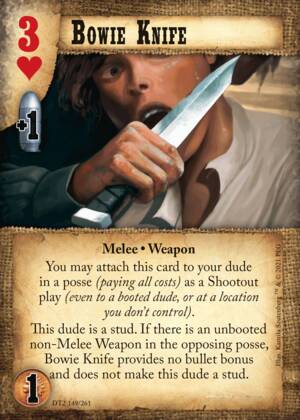 3
BOWIE KNIFE
+1
Melee • Weapon
You may attach this card to your dude
in a posse (paying all costs) as a Shootout
play (even to a booted dude, or at a location
you don't control).
This dude is a stud. If there is an unbooted
non-Melee Weapon in the opposing posse,
Bowie Knife provides no bullet bonus
and does not make this dude a stud.
1
DT2 149/261